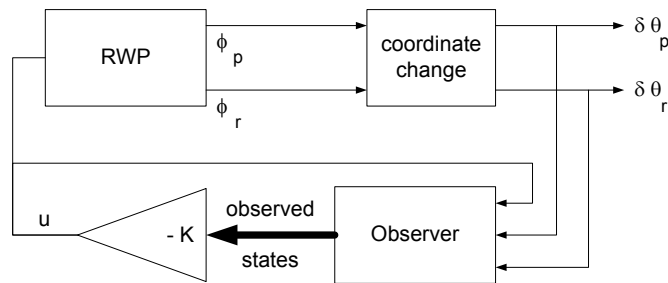 RWP
ϕ p
ϕ r
coordinate
change
δ θ p
δ θ r
u
- K
observed
states
Observer